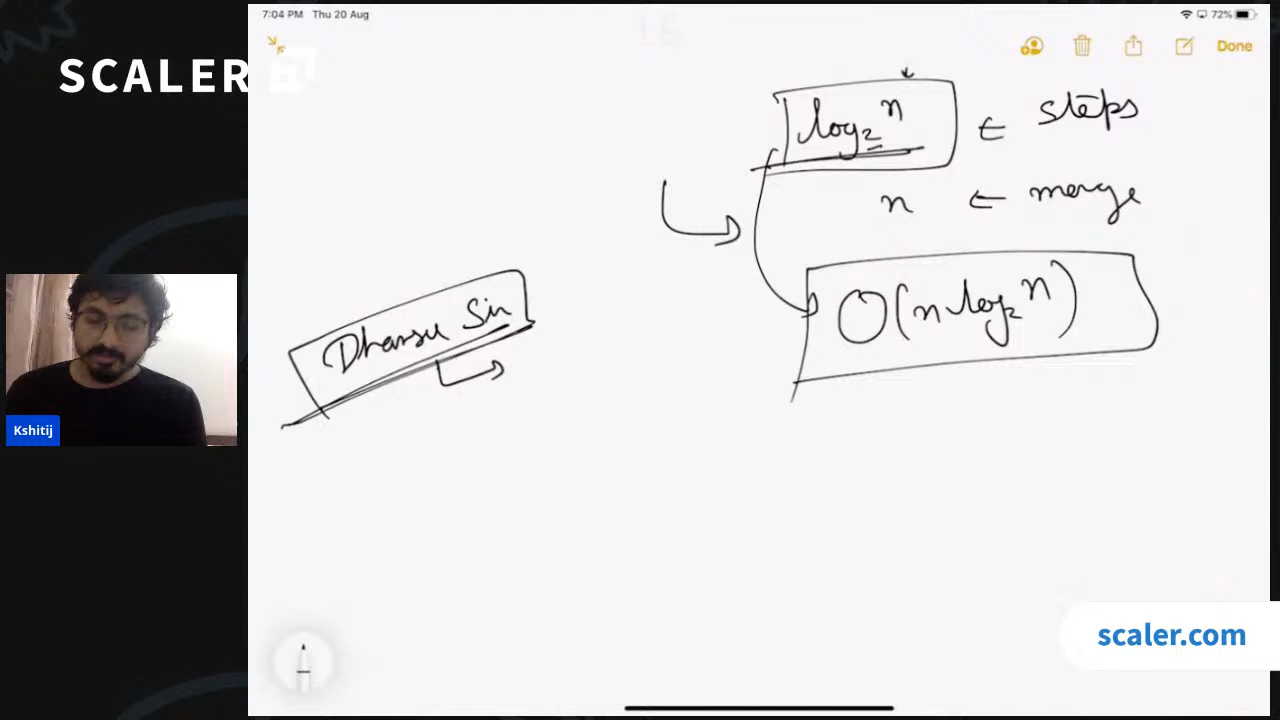 7:04 PM Thu 20 Aug
72%
Done
SCALER
log₂ n ← steps
n ← merge
O(n log₂ n)
Dhansu Sir
Kshitij
scaler.com